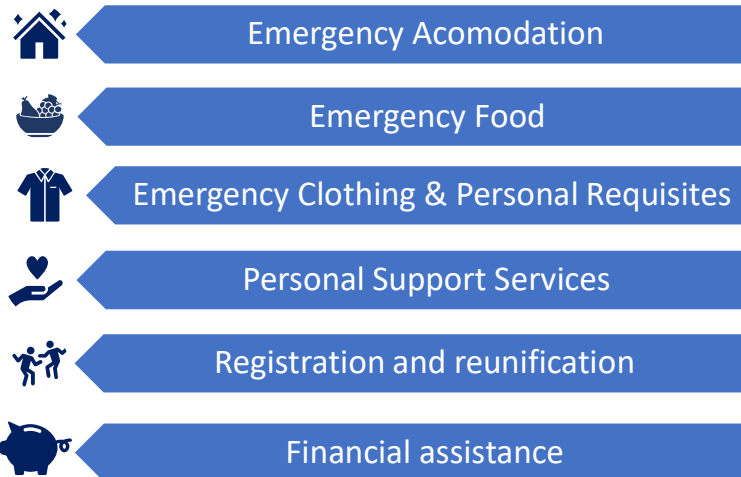 Emergency Acomodation
Emergency Food
Emergency Clothing & Personal Requisites
Personal Support Services
Registration and reunification
Financial assistance